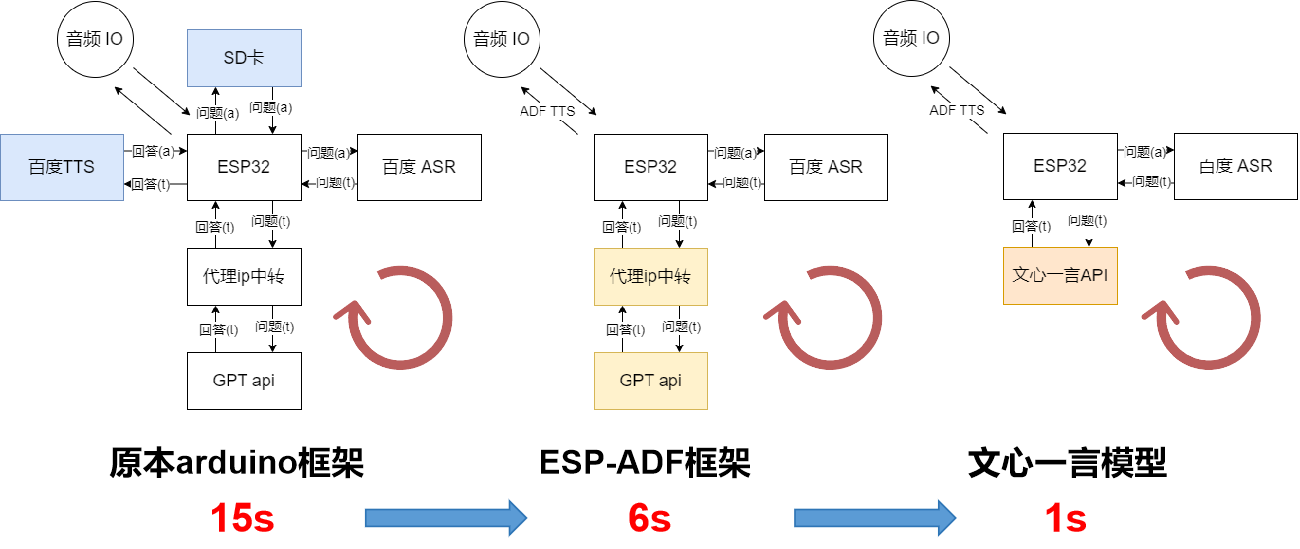 音频 IO
SD卡
问题(a)
问题(a)
百度TTS
回答(a)
回答(t)
ESP32
问题(a)
问题(t)
百度 ASR
回答(t)
问题(t)
代理ip中转
回答(t)
问题(t)
GPT api
原本arduino框架
15s
音频 IO
ADF TTS
ESP32
问题(a)
问题(t)
百度 ASR
回答(t)
问题(t)
代理ip中转
回答(t)
问题(t)
GPT api
ESP-ADF框架
6s
音频 IO
ADF TTS
ESP32
问题(a)
问题(t)
百度 ASR
回答(t)
问题(t)
文心一言API
文心一言模型
1s